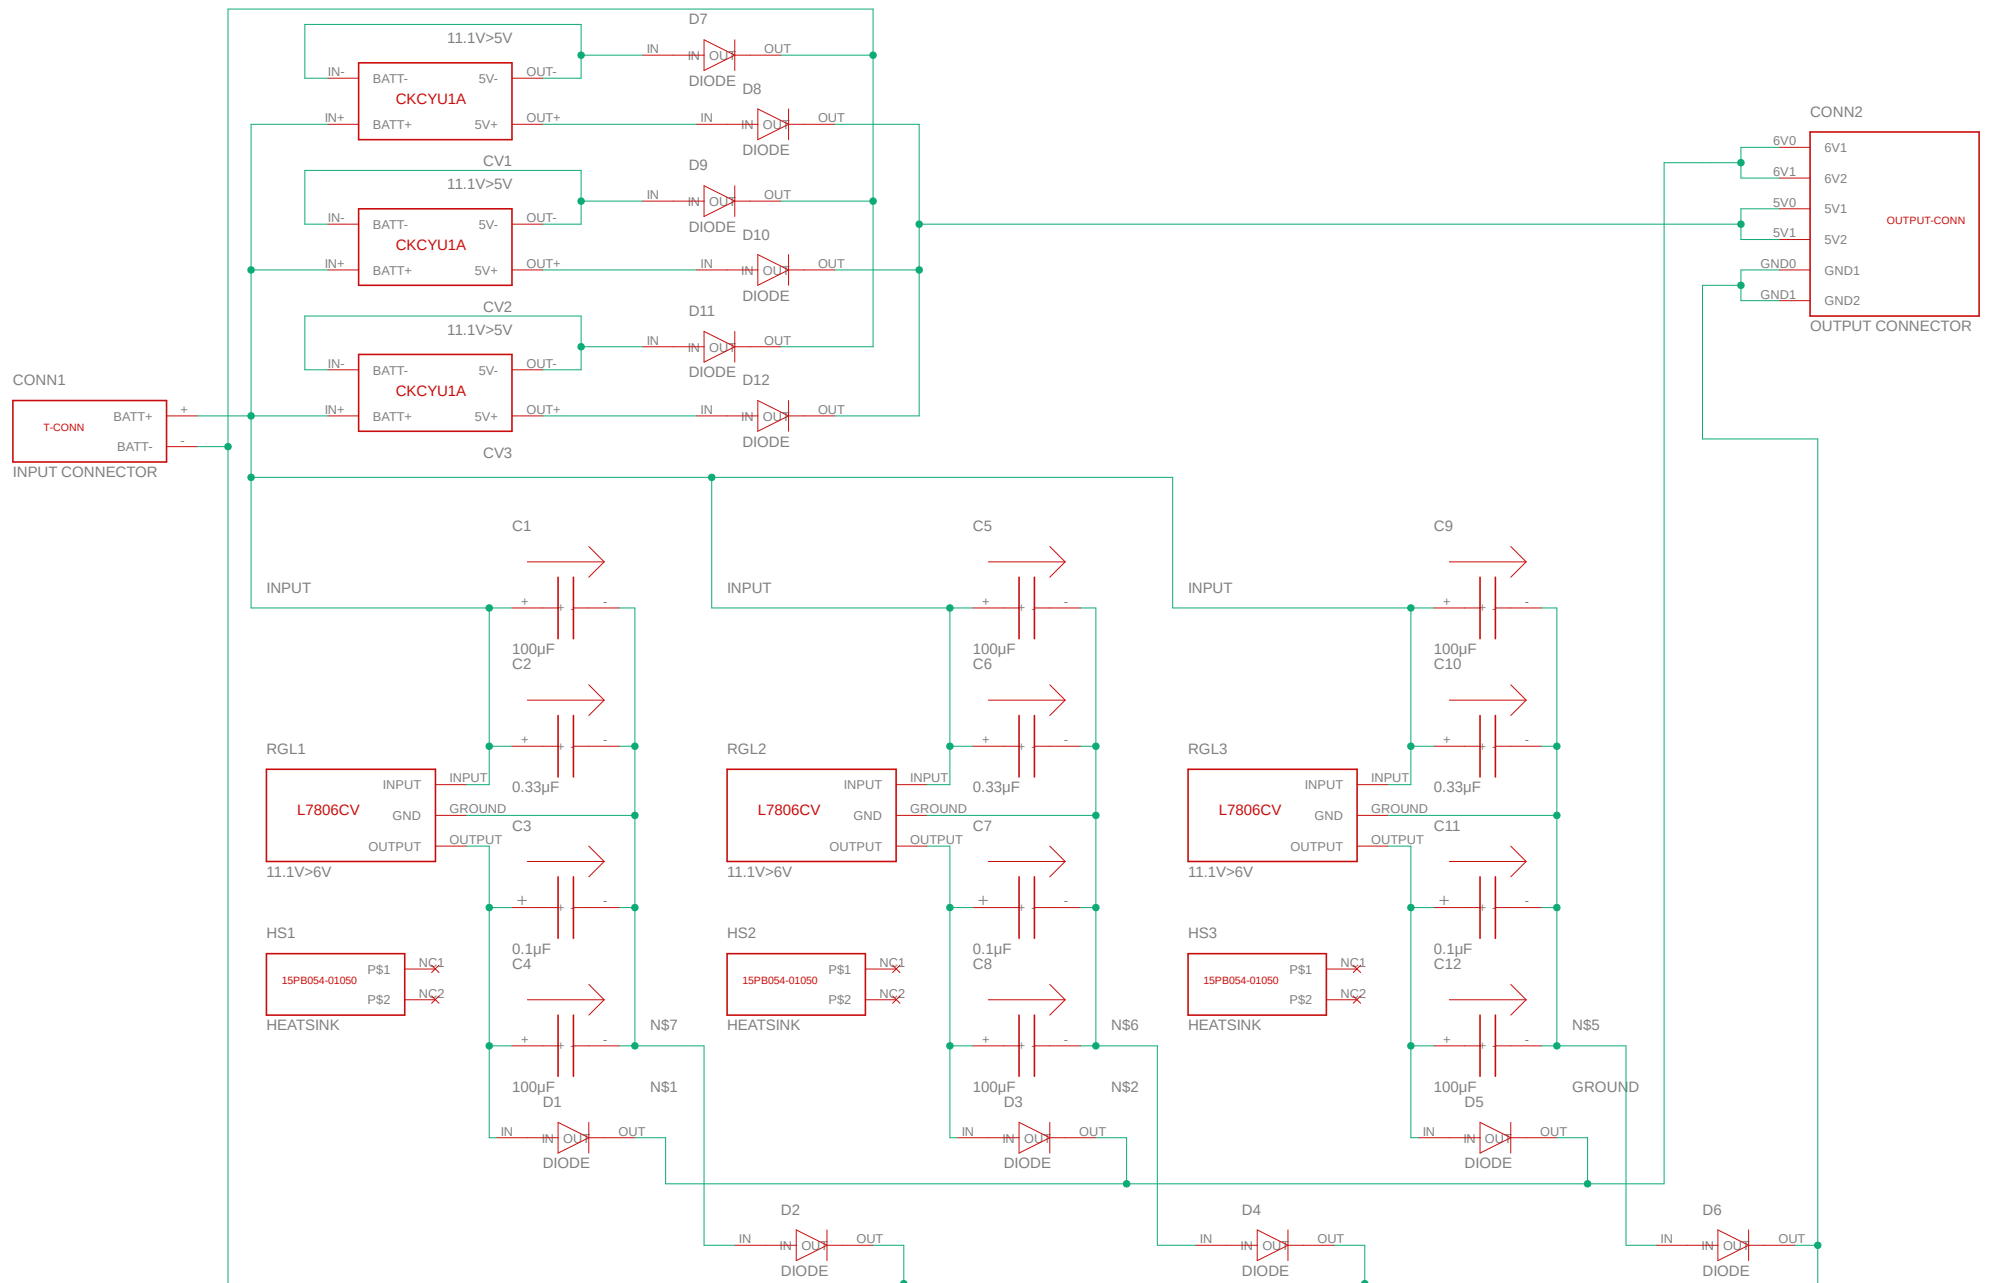 D7
11.1V>5V
IN
IN
OUT
OUT
IN-
BATT-
5V-
OUT-
DIODE
CKCYU1A
D8
IN+
BATT+
5V+
OUT+
IN
IN
OUT
OUT
DIODE
CV1
D9
11.1V>5V
IN
IN
OUT
OUT
IN-
BATT-
5V-
OUT-
DIODE
CKCYU1A
D10
IN+
BATT+
5V+
OUT+
IN
IN
OUT
OUT
DIODE
CV2
D11
11.1V>5V
IN
IN
OUT
OUT
IN-
BATT-
5V-
OUT-
DIODE
CKCYU1A
D12
IN+
BATT+
5V+
OUT+
IN
IN
OUT
OUT
DIODE
CV3
CONN1
BATT+
+
T-CONN
BATT-
-
INPUT CONNECTOR
CONN2
6V0
6V1
6V1
6V2
5V0
5V1
OUTPUT-CONN
5V1
5V2
GND0
GND1
GND1
GND2
OUTPUT CONNECTOR
C1
INPUT
+
+
-
-
100µF
C2
+
+
-
-
0.33µF
RGL1
INPUT
INPUT
L7806CV
GND
GROUND
OUTPUT
OUTPUT
11.1V>6V
C3
+
+
-
0.1µF
C4
HS1
P$1
NC1
15PB054-01050
P$2
NC2
HEATSINK
+
+
-
N$7
100µF
N$1
D1
IN
IN
OUT
OUT
DIODE
D2
IN
IN
OUT
OUT
DIODE
C5
INPUT
+
+
-
100µF
C6
+
+
-
0.33µF
RGL2
INPUT
INPUT
L7806CV
GND
GROUND
OUTPUT
OUTPUT
11.1V>6V
C7
+
+
-
0.1µF
C8
HS2
P$1
NC1
15PB054-01050
P$2
NC2
HEATSINK
+
+
-
N$6
100µF
N$2
D3
IN
IN
OUT
OUT
DIODE
D4
IN
IN
OUT
OUT
DIODE
C9
INPUT
+
+
-
100µF
C10
+
+
-
0.33µF
RGL3
INPUT
INPUT
L7806CV
GND
GROUND
OUTPUT
OUTPUT
11.1V>6V
C11
+
+
-
0.1µF
C12
HS3
P$1
NC1
15PB054-01050
P$2
NC2
HEATSINK
+
+
-
N$5
100µF
GROUND
D5
IN
IN
OUT
OUT
DIODE
D6
IN
IN
OUT
OUT
DIODE